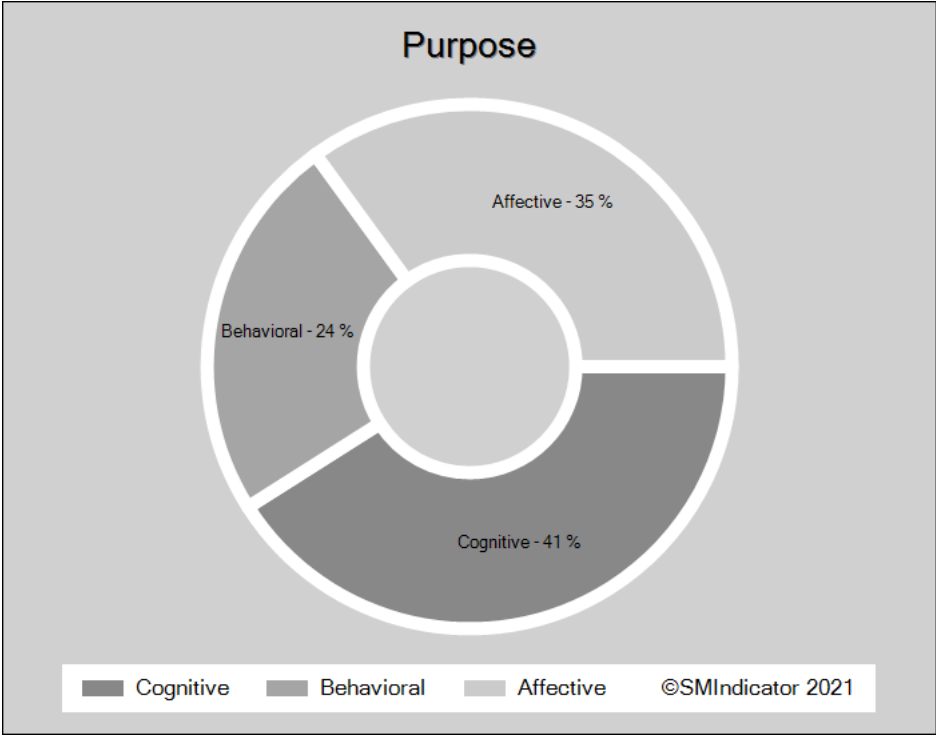 Purpose
Affective - 35 %
Behavioral - 24 %
Cognitive - 41 %
Cognitive Behavioral Affective ©SMIndicator 2021